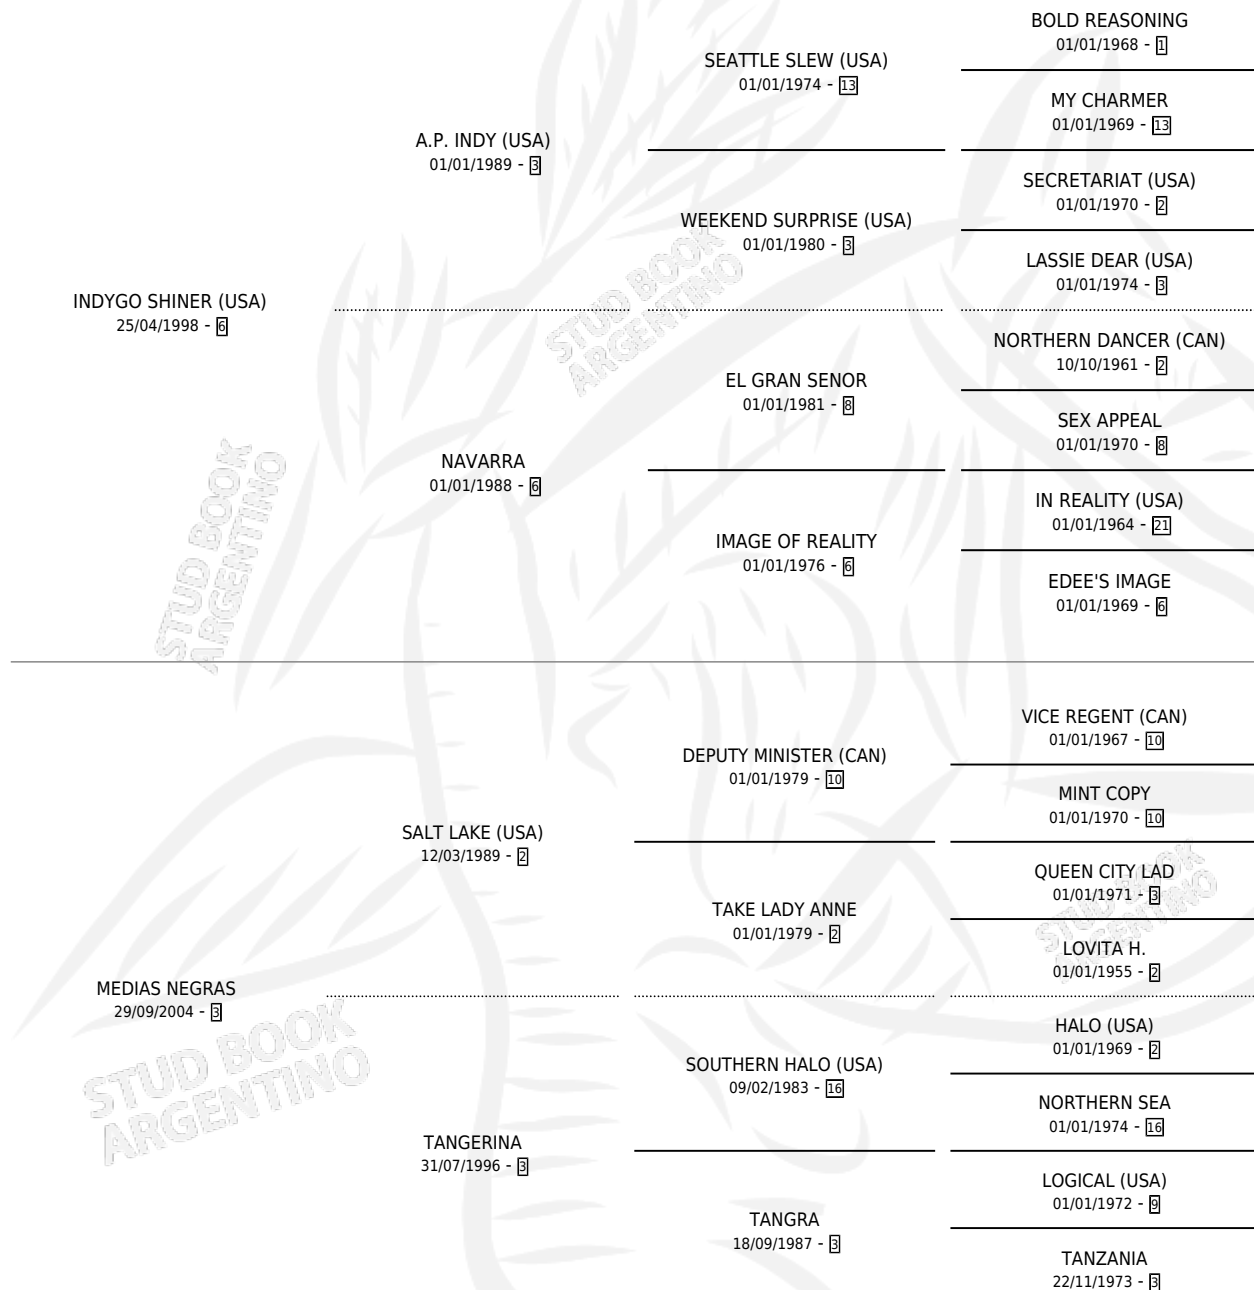 BOLD REASONING
01/01/1968 - 1
SEATTLE SLEW (USA)
01/01/1974 - 13
MY CHARMER
01/01/1969 - 13
A.P. INDY (USA)
01/01/1989 - 3
SECRETARIAT (USA)
01/01/1970 - 2
WEEKEND SURPRISE (USA)
01/01/1980 - 3
LASSIE DEAR (USA)
01/01/1974 - 3
INDYGO SHINER (USA)
25/04/1998 - 6
STUD BOOK
ARGENTINO
NORTHERN DANCER (CAN)
10/10/1961 - 2
EL GRAN SENOR
01/01/1981 - 8
SEX APPEAL
01/01/1970 - 8
NAVARRA
01/01/1988 - 6
IN REALITY (USA)
01/01/1964 - 21
IMAGE OF REALITY
01/01/1976 - 6
EDEE'S IMAGE
01/01/1969 - 6
STUD BOOK
ARGENTINO
VICE REGENT (CAN)
01/01/1967 - 10
DEPUTY MINISTER (CAN)
01/01/1979 - 10
MINT COPY
01/01/1970 - 10
SALT LAKE (USA)
12/03/1989 - 2
QUEEN CITY LAD
01/01/1971 - 3
TAKE LADY ANNE
01/01/1979 - 2
STUD BOOK
ARGENTINO
LOVITA H.
01/01/1955 - 2
MEDIAS NEGRAS
29/09/2004 - 3
STUD BOOK
ARGENTINO
HALO (USA)
01/01/1969 - 2
SOUTHERN HALO (USA)
09/02/1983 - 16
NORTHERN SEA
01/01/1974 - 16
TANGERINA
31/07/1996 - 3
LOGICAL (USA)
01/01/1972 - 9
TANGRA
18/09/1987 - 3
TANZANIA
22/11/1973 - 3